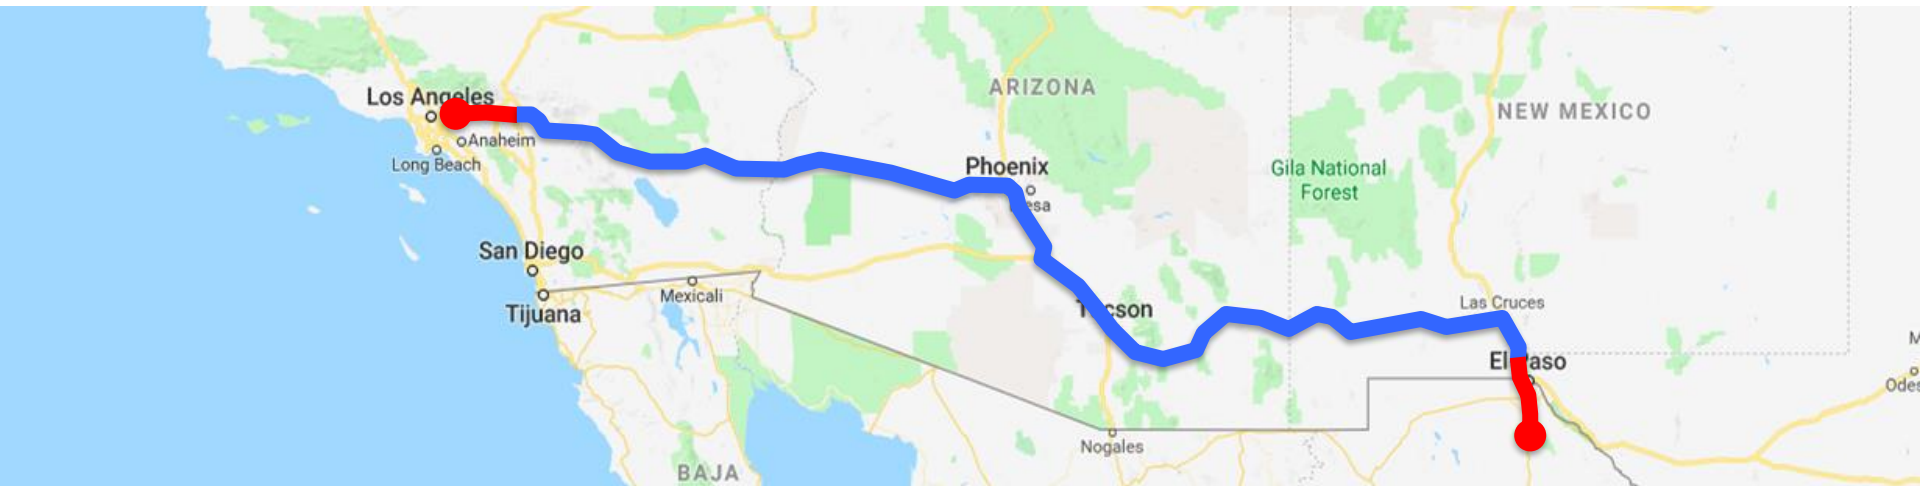 ARIZONA
Los Angeles
NEW MEXICO
Anaheim
Long Beach
Phoenix
Gila National
Forest
San Diego
Mexicali
Las Cruces
Tijuana
Nogales
BAJA